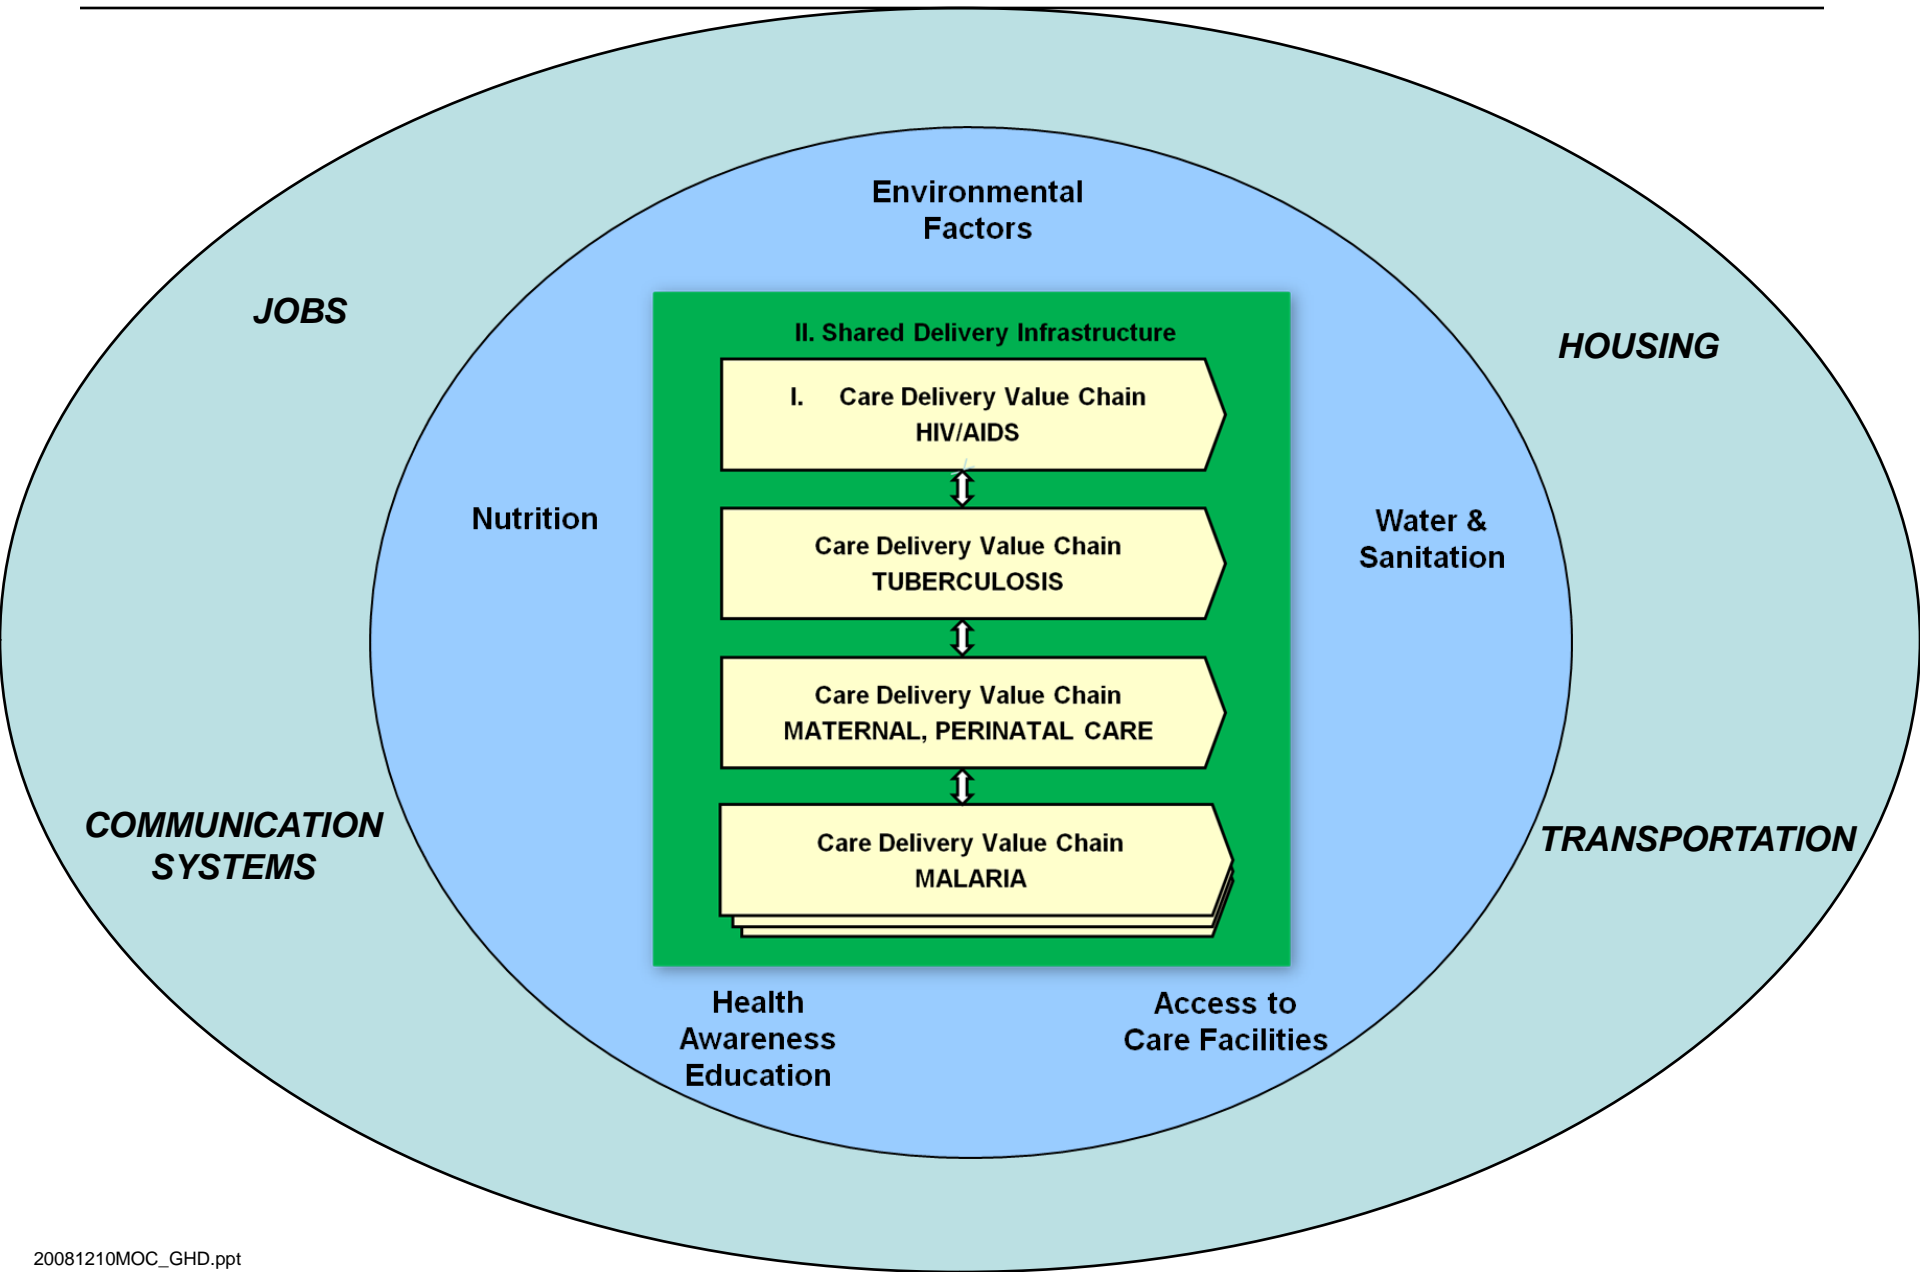 Environmental
Factors
JOBS
HOUSING
II. Shared Delivery Infrastructure
I. Care Delivery Value Chain
HIV/AIDS
Nutrition
Water &
Sanitation
Care Delivery Value Chain
TUBERCULOSIS
Care Delivery Value Chain
MATERNAL, PERINATAL CARE
COMMUNICATION
SYSTEMS
TRANSPORTATION
Care Delivery Value Chain
MALARIA
Health
Awareness
Education
Access to
Care Facilities
20081210MOC_GHD.ppt